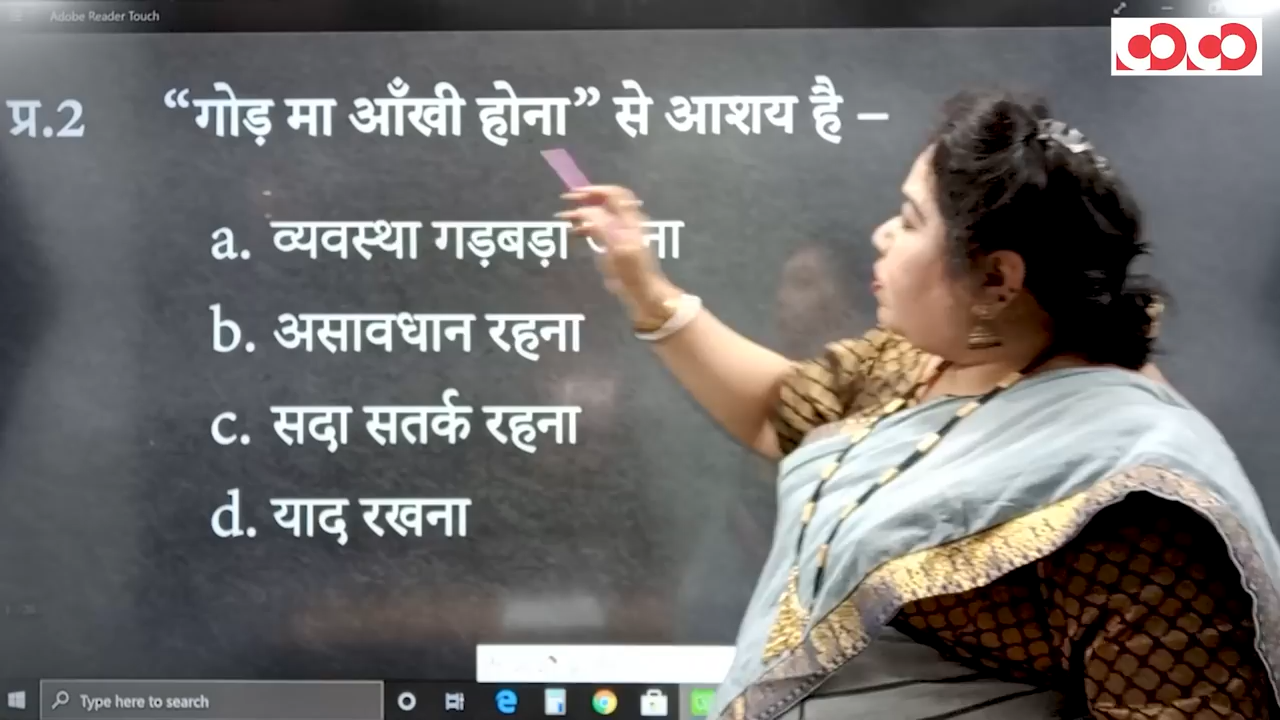 Adobe Reader Touch
प्र.2 “गोड़ मा आँखी होना” से आशय है –
a. व्यवस्था गड़बड़ा
b. असावधान रहना
c. सदा सतर्क रहना
d. याद रखना
Type here to search